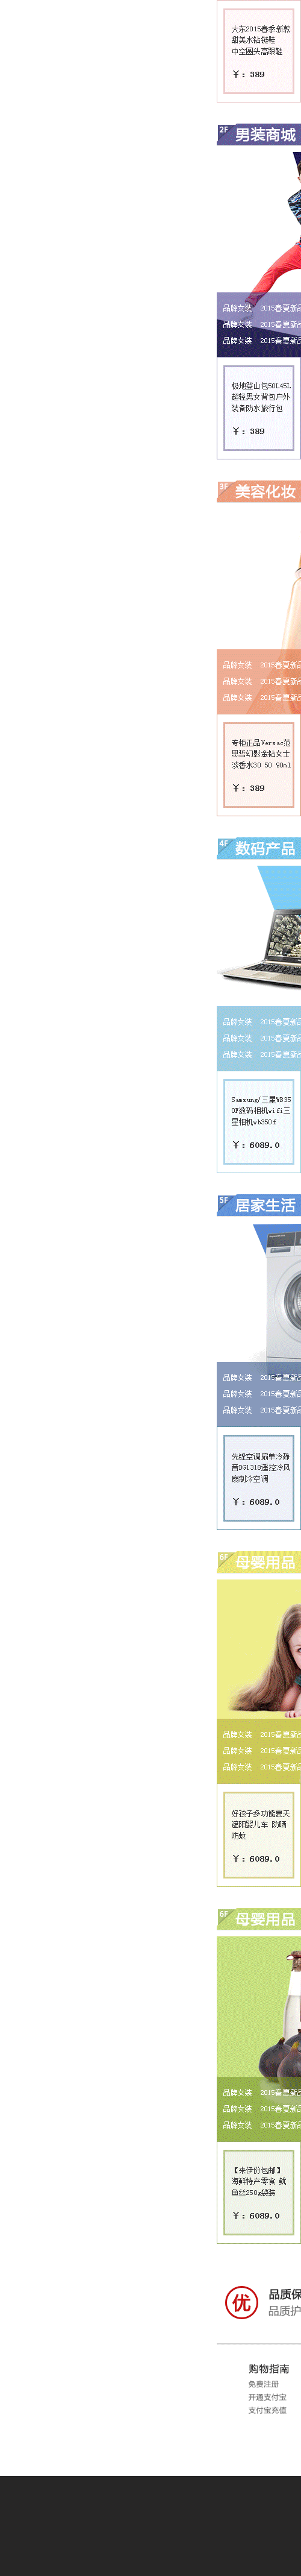 大东2015春季新款
甜美水钻链鞋
中空圆头高跟鞋
￥: 389
2F 男装商城
品牌女装 2015春夏新品
品牌女装 2015春夏新品
品牌女装 2015春夏新品
极地登山包50L45L
超轻男女背包户外
装备防水旅行包
￥: 389
3F 美容化妆
品牌女装 2015春夏新品
品牌女装 2015春夏新品
品牌女装 2015春夏新品
专柜正品Versac范
思哲幻影金钻女士
淡香水30 50 90ml
￥: 389
4F 数码产品
品牌女装 2015春夏新品
品牌女装 2015春夏新品
品牌女装 2015春夏新品
Samsung/三星WB35
0F数码相机wifi三
星相机wb350f
￥: 6089.0
5F 居家生活
品牌女装 2015春夏新品
品牌女装 2015春夏新品
品牌女装 2015春夏新品
先锋空调扇单冷静
音DG1318遥控冷风
扇制冷空调
￥: 6089.0
6F 母婴用品
品牌女装 2015春夏新品
品牌女装 2015春夏新品
品牌女装 2015春夏新品
好孩子多功能夏天
遮阳婴儿车 防晒
防蚊
￥: 6089.0
6F 母婴用品
品牌女装 2015春夏新品
品牌女装 2015春夏新品
品牌女装 2015春夏新品
【来伊份包邮】
海鲜特产零食 鱿
鱼丝250g袋装
￥: 6089.0
优 品质保
品质护
购物指南
免费注册
开通支付宝
支付宝充值